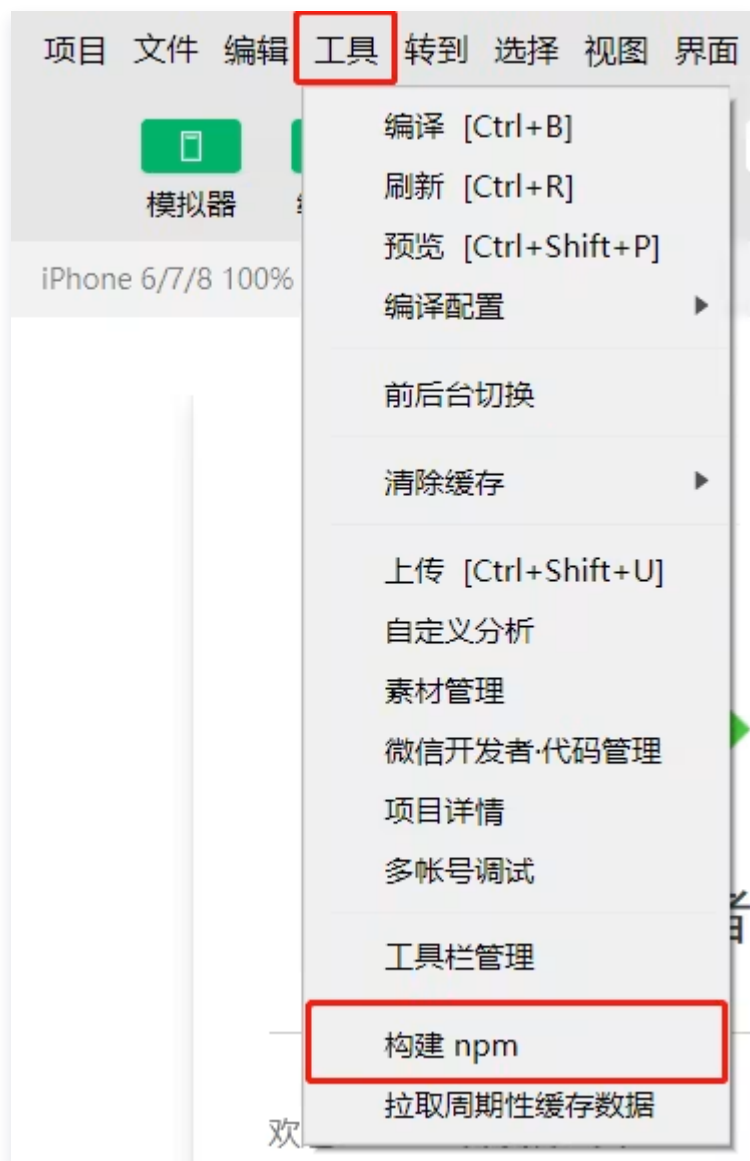 项目 文件 编辑 工具 转到 选择 视图 界面
模拟器
iPhone 6/7/8 100%
编译 [Ctrl+B]
刷新 [Ctrl+R]
预览 [Ctrl+Shift+P]
编译配置
前后台切换
清除缓存
上传 [Ctrl+Shift+U]
自定义分析
素材管理
微信开发者·代码管理
项目详情
多帐号调试
工具栏管理
构建 npm
拉取周期性缓存数据
欢